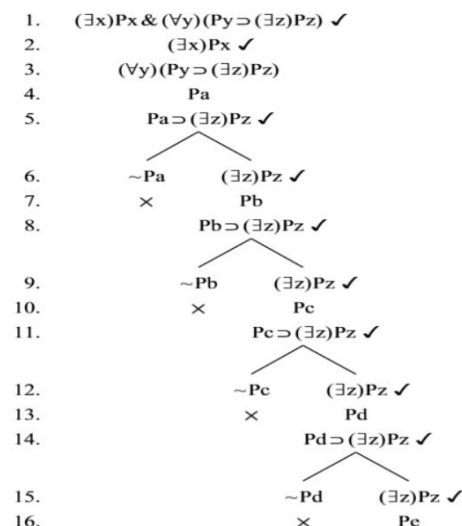 1. (∃x)Px & (∀y)(Py ⊃ (∃z)Pz) ✓
2. (∃x)Px ✓
3. (∀y)(Py ⊃ (∃z)Pz)
4. Pa
5. Pa ⊃ (∃z)Pz ✓
6. ~Pa (∃z)Pz ✓
7. × Pb
8. Pb ⊃ (∃z)Pz ✓
9. ~Pb (∃z)Pz ✓
10. × Pc
11. Pc ⊃ (∃z)Pz ✓
12. ~Pc (∃z)Pz ✓
13. × Pd
14. Pd ⊃ (∃z)Pz ✓
15. ~Pd (∃z)Pz ✓
16. × Pe